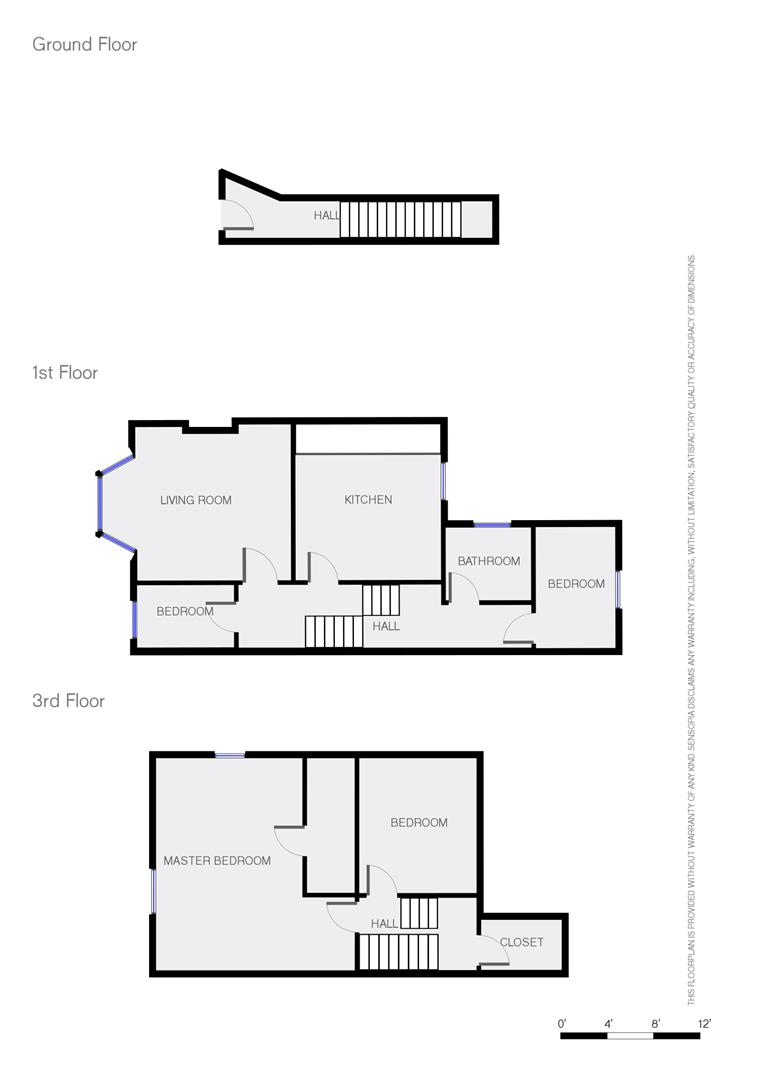 Ground Floor
HALL
1st Floor
LIVING ROOM
KITCHEN
BATHROOM
BEDROOM
BEDROOM
HALL
3rd Floor
BEDROOM
MASTER BEDROOM
HALL
CLOSET
0' 4' 8' 12'
THIS FLOORPLAN IS PROVIDED WITHOUT WARRANTY OF ANY KIND. SENSOPIA DISCLAIMS ANY WARRANTY INCLUDING, WITHOUT LIMITATION, SATISFACTORY QUALITY OR ACCURACY OF DIMENSIONS.